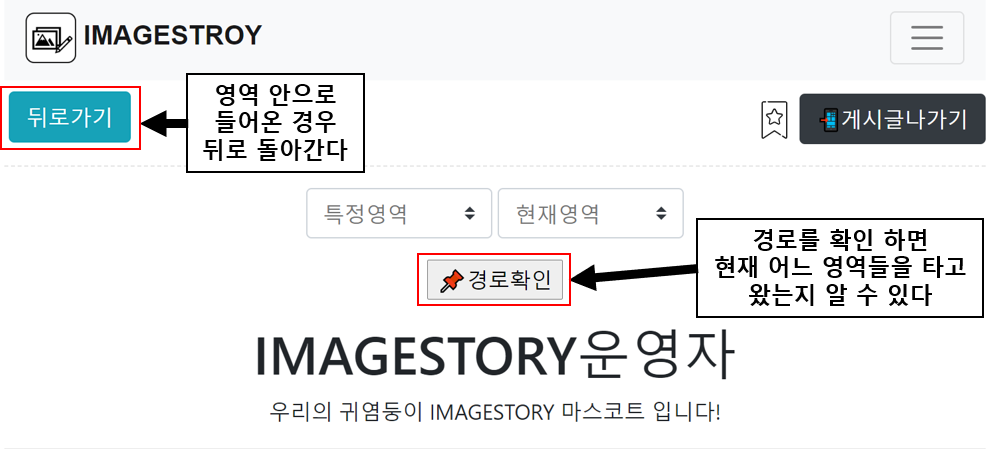 IMAGESTROY
뒤로가기
영역 안으로
들어온 경우
뒤로 돌아간다
게시글나가기
특정영역
현재영역
경로확인
경로를 확인 하면
현재 어느 영역들을 타고
왔는지 알 수 있다
IMAGESTORY운영자
우리의 귀염둥이 IMAGESTORY 마스코트 입니다!